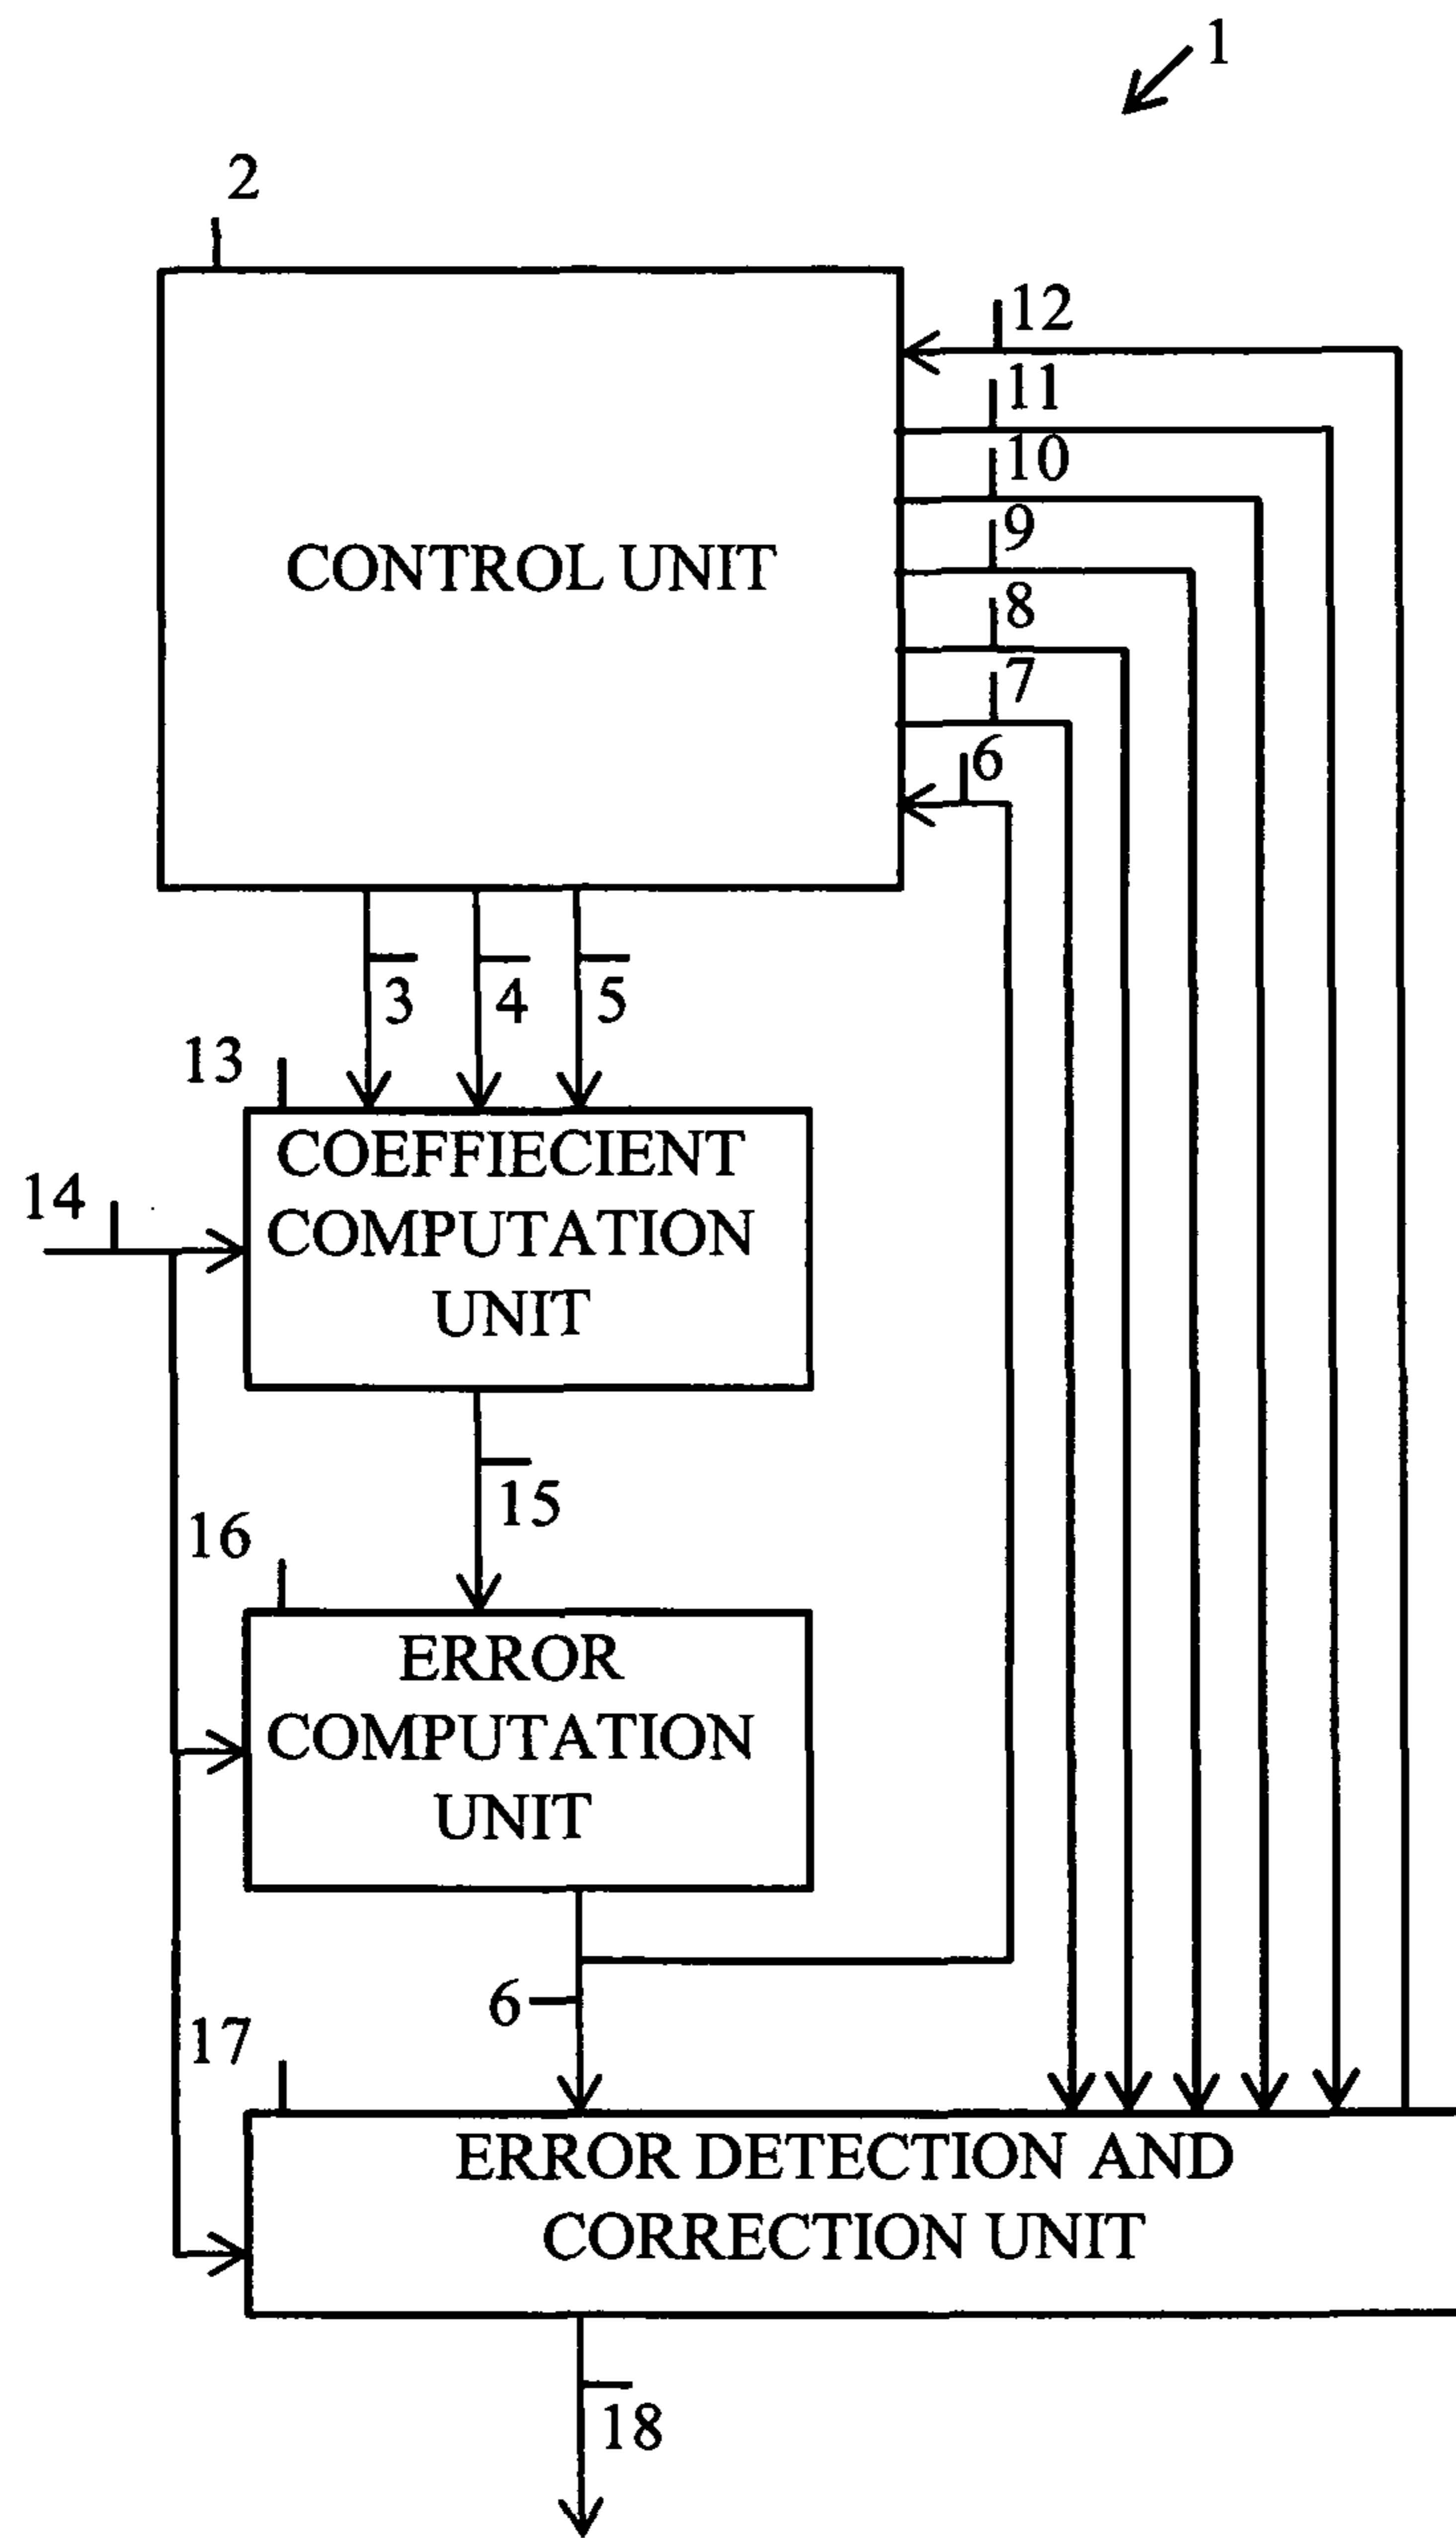 1
2
12
11
10
9
8
7
6
CONTROL UNIT
3 4 5
13
14
COEFFIECIENT
COMPUTATION
UNIT
15
16
ERROR
COMPUTATION
UNIT
6
17
ERROR DETECTION AND
CORRECTION UNIT
18